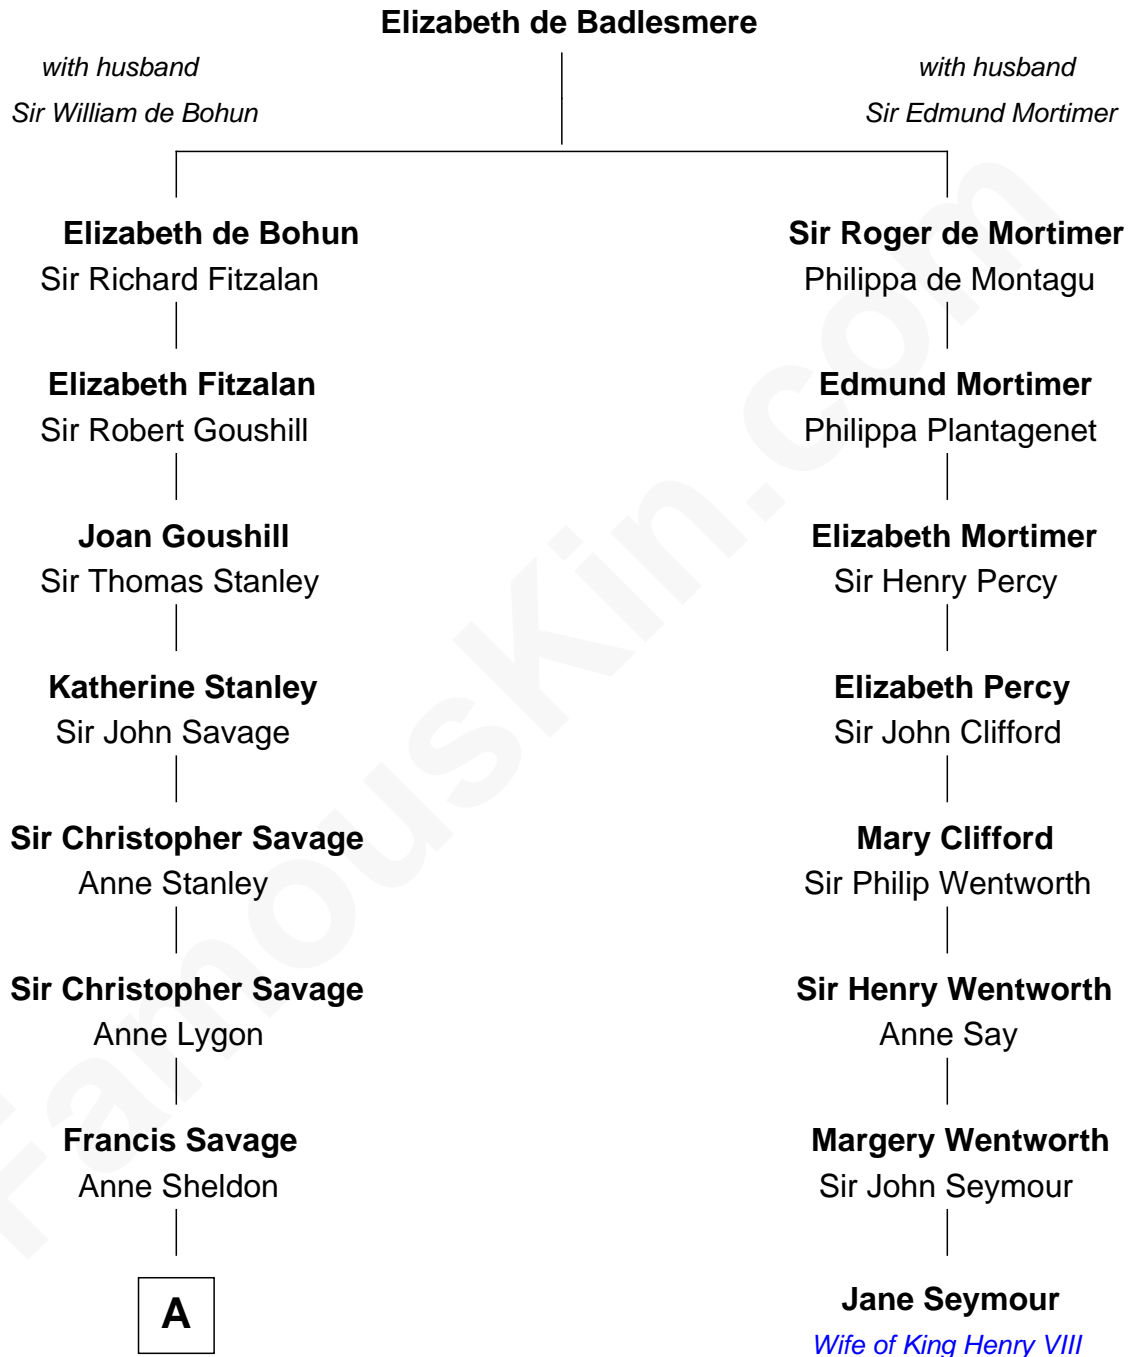 Elizabeth de Badlesmere
with husband
Sir William de Bohun
with husband
Sir Edmund Mortimer
Elizabeth de Bohun
Sir Richard Fitzalan
Sir Roger de Mortimer
Philippa de Montagu
Elizabeth Fitzalan
Sir Robert Goushill
Edmund Mortimer
Philippa Plantagenet
Joan Goushill
Sir Thomas Stanley
Elizabeth Mortimer
Sir Henry Percy
Katherine Stanley
Sir John Savage
Elizabeth Percy
Sir John Clifford
Sir Christopher Savage
Anne Stanley
Mary Clifford
Sir Philip Wentworth
Sir Christopher Savage
Anne Lygon
Sir Henry Wentworth
Anne Say
Francis Savage
Anne Sheldon
Margery Wentworth
Sir John Seymour
A
Jane Seymour
Wife of King Henry VIII
FamousKin.com